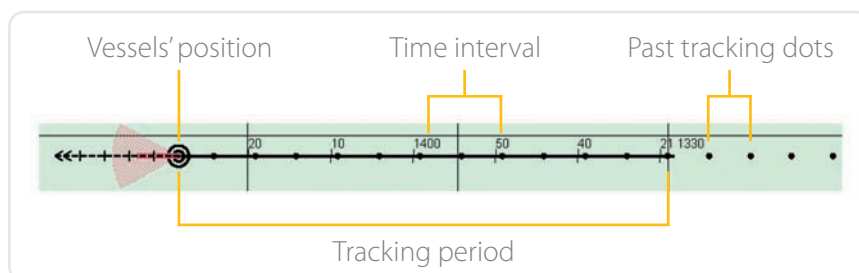 Vessels' position Time interval Past tracking dots
20 10 1400 50 40 21 1330
Tracking period